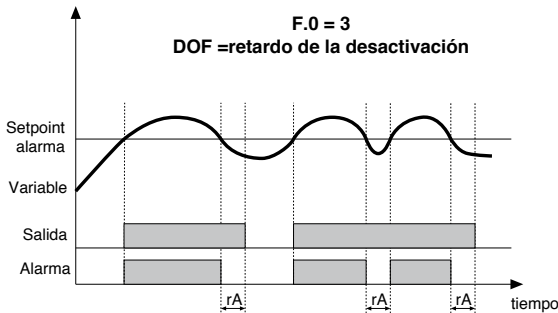 F.0 = 3
DOF =retardo de la desactivación
Setpoint
alarma
Variable
Salida
Alarma
rA
rA
rA
tiempo